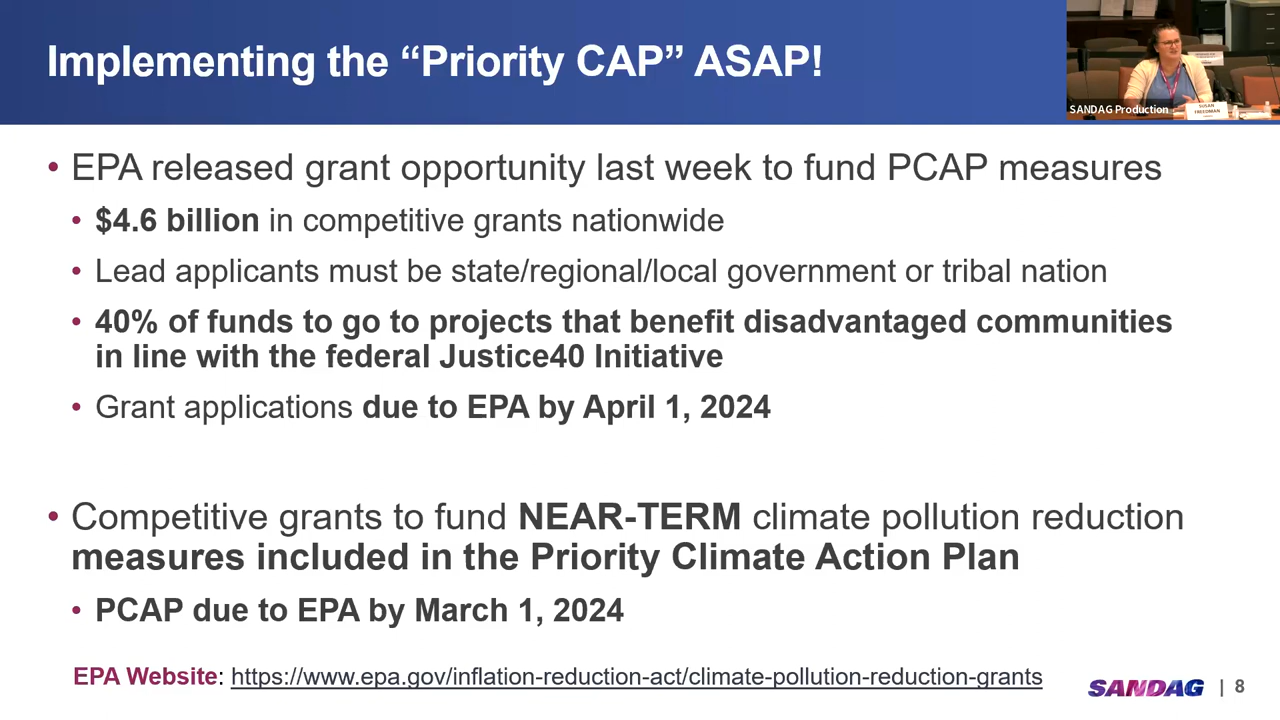 Implementing the “Priority CAP” ASAP!
SANDAG Production
SUSAN
FREEDMAN
• EPA released grant opportunity last week to fund PCAP measures
• $4.6 billion in competitive grants nationwide
• Lead applicants must be state/regional/local government or tribal nation
• 40% of funds to go to projects that benefit disadvantaged communities
in line with the federal Justice40 Initiative
• Grant applications due to EPA by April 1, 2024
• Competitive grants to fund NEAR-TERM climate pollution reduction
measures included in the Priority Climate Action Plan
• PCAP due to EPA by March 1, 2024
EPA Website: https://www.epa.gov/inflation-reduction-act/climate-pollution-reduction-grants
SANDAG | 8